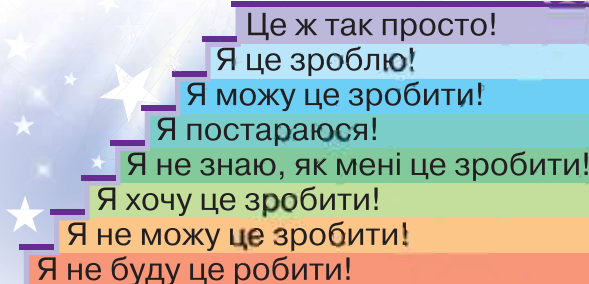 Це ж так просто!
Я це зроблю!
Я можу це зробити!
Я постараюся!
Я не знаю, як мені це зробити!
Я хочу це зробити!
Я не можу це зробити!
Я не буду це робити!